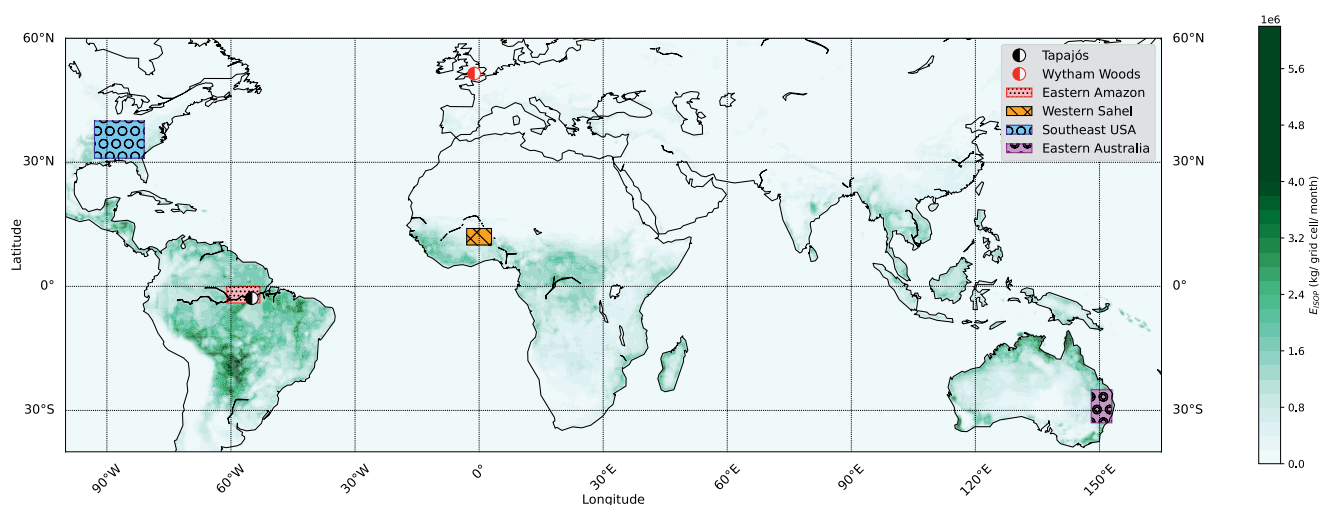 1e6
60°N
60°N
Tapajós
Wytham Woods
Eastern Amazon
Western Sahel
Southeast USA
Eastern Australia
5.6
4.8
30°N
30°N
4.0
Latitude
3.2
E_ISOP (kg/ grid cell/ month)
0°
0°
2.4
1.6
30°S
30°S
0.8
0.0
90°W
60°W
30°W
0°
30°E
60°E
90°E
120°E
150°E
Longitude